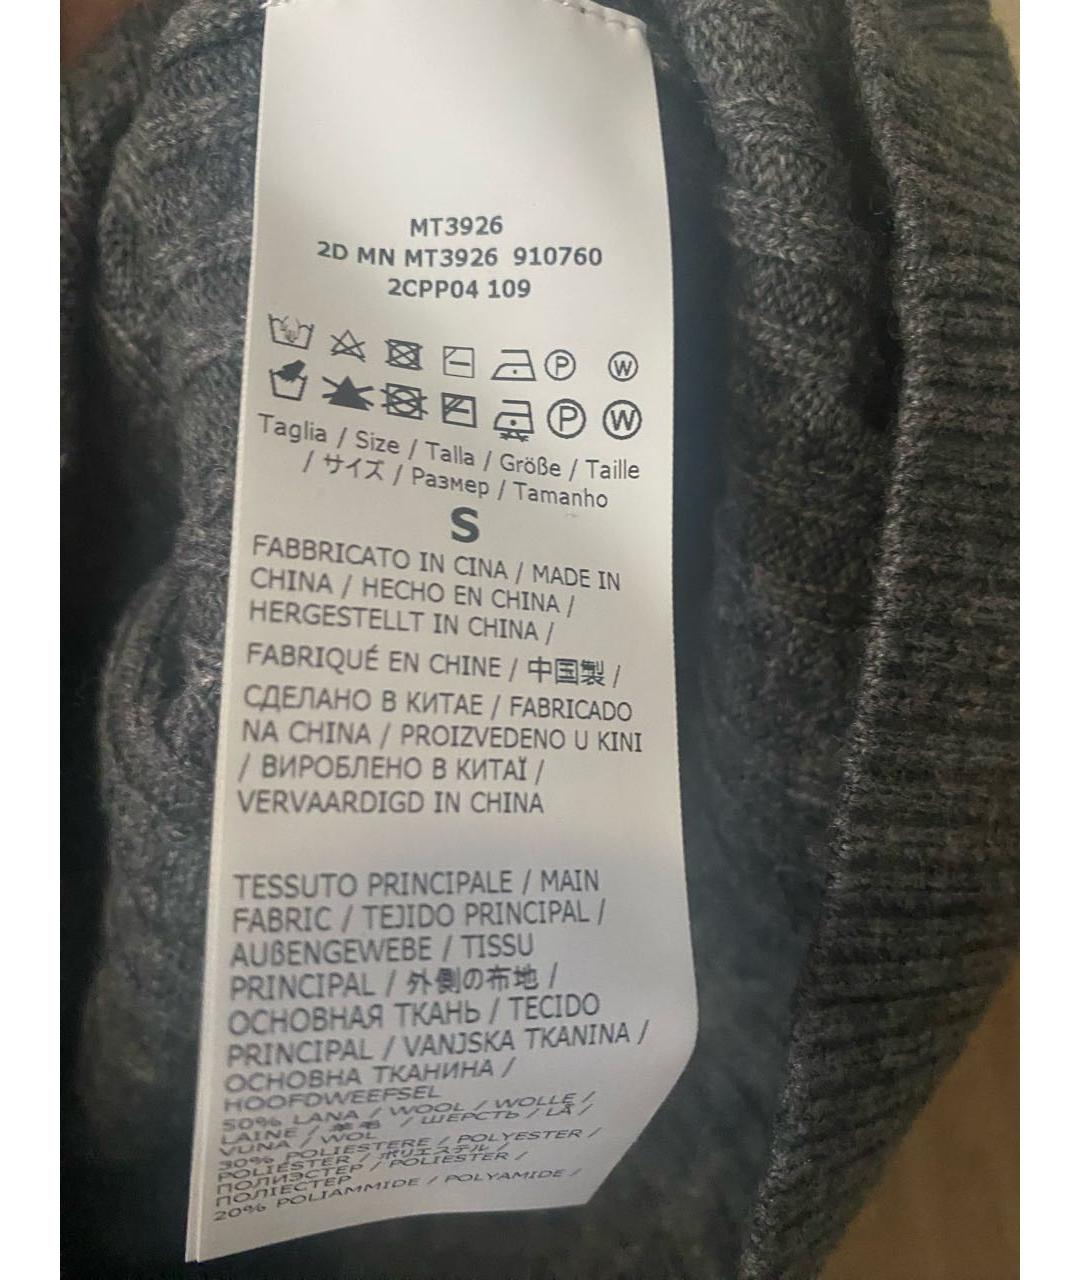 MT3926
2D MN MT3926 910760
2CPP04 109
P W
P W
Taglia / Size / Talla / Größe / Taille
/ サイズ / Размер / Tamanho
S
FABBRICATO IN CINA / MADE IN
CHINA / HECHO EN CHINA /
HERGESTELLT IN CHINA /
FABRIQUÉ EN CHINE / 中国製 /
СДЕЛАНО В КИТАЕ / FABRICADO
NA CHINA / PROIZVEDENO U KINI
/ ВИРОБЛЕНО В КИТАЇ /
VERVAARDIGD IN CHINA
TESSUTO PRINCIPALE / MAIN
FABRIC / TEJIDO PRINCIPAL /
AUßENGEWEBE / TISSU
PRINCIPAL / 外側の布地 /
ОСНОВНАЯ ТКАНЬ / TECIDO
PRINCIPAL / VANJSKA TKANINA /
ОСНОВНА ТКАНИНА /
HOOFDWEEFSEL
50% LANA / WOOL / WOLLE /
LAINE / 羊毛 / ШЕРСТЬ / LÃ /
VUNA / WOL
30% POLIESTERE / POLYESTER /
POLIÉSTER / ポリエステル /
ПОЛИЭСТЕР / POLIESTER /
ПОЛІЕСТЕР
20% POLIAMMIDE / POLYAMIDE /